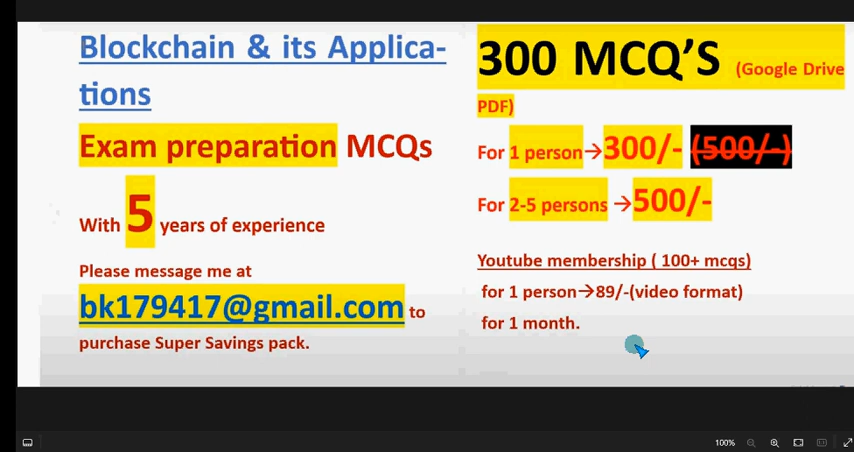 Blockchain & its Applica-
tions
Exam preparation MCQs
With 5 years of experience
Please message me at
bk179417@gmail.com to
purchase Super Savings pack.
300 MCQ’S (Google Drive
PDF)
For 1 person→300/- (500/-)
For 2-5 persons →500/-
Youtube membership ( 100+ mcqs)
for 1 person→89/-(video format)
for 1 month.
100%